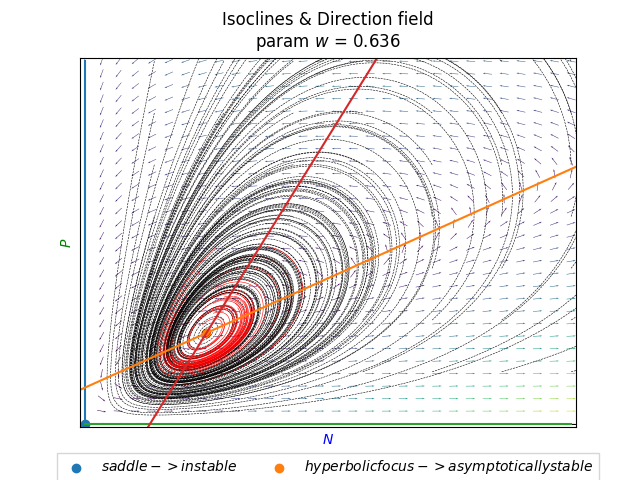 Isoclines & Direction field
param w = 0.636
P
N
saddle−>instable
hyperbolicfocus−>asymptoticallystable